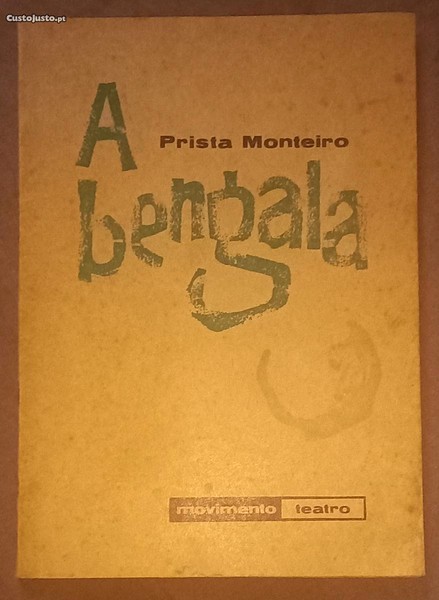 CustoJusto.pt
A
Prista Monteiro
bengala
movimento teatro